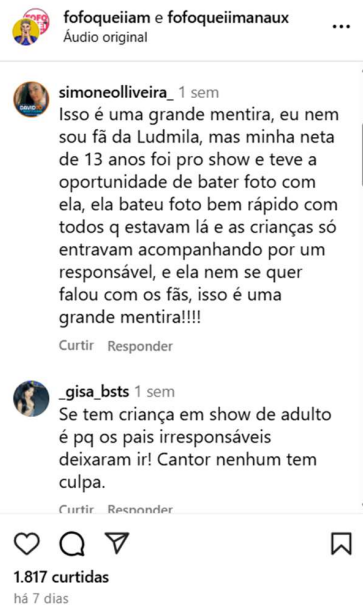 fofoqueiiam e fofoqueiimanaux
Áudio original
simoneolliveira_ 1 sem
Isso é uma grande mentira, eu nem
sou fã da Ludmila, mas minha neta
de 13 anos foi pro show e teve a
oportunidade de bater foto com
ela, ela bateu foto bem rápido com
todos q estavam lá e as crianças só
entravam acompanhando por um
responsável, e ela nem se quer
falou com os fãs, isso é uma
grande mentira!!!!
Curtir Responder
_gisa_bsts 1 sem
Se tem criança em show de adulto
é pq os pais irresponsáveis
deixaram ir! Cantor nenhum tem
culpa.
Curtir Responder
1.817 curtidas
há 7 dias